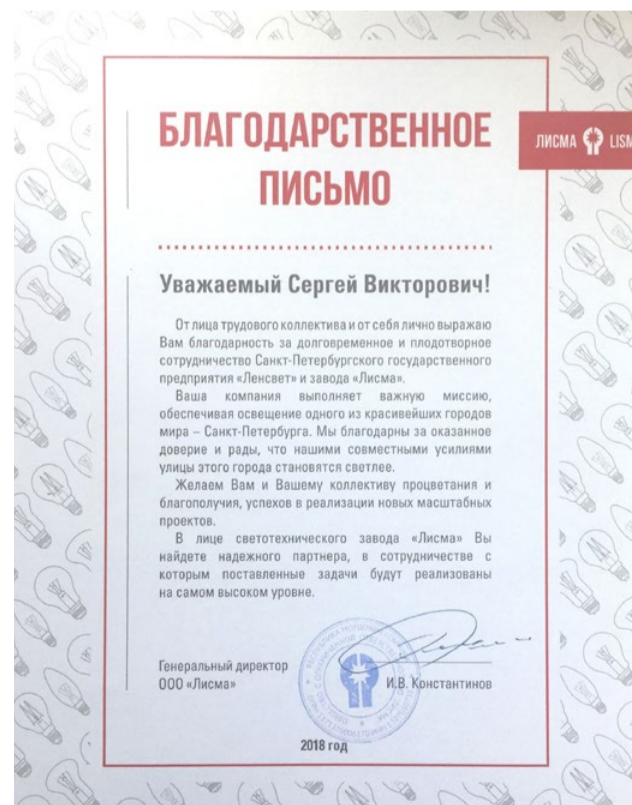 БЛАГОДАРСТВЕННОЕ
ПИСЬМО
ЛИСМА LISM
Уважаемый Сергей Викторович!
От лица трудового коллектива и от себя лично выражаю
Вам благодарность за долговременное и плодотворное
сотрудничество Санкт-Петербургского государственного
предприятия «Ленсвет» и завода «Лисма».
Ваша компания выполняет важную миссию,
обеспечивая освещение одного из красивейших городов
мира – Санкт-Петербурга. Мы благодарны за оказанное
доверие и рады, что нашими совместными усилиями
улицы этого города становятся светлее.
Желаем Вам и Вашему коллективу процветания и
благополучия, успехов в реализации новых масштабных
проектов.
В лице светотехнического завода «Лисма» Вы
найдете надежного партнера, в сотрудничестве с
которым поставленные задачи будут реализованы
на самом высоком уровне.
Генеральный директор
ООО «Лисма»
И.В. Константинов
2018 год